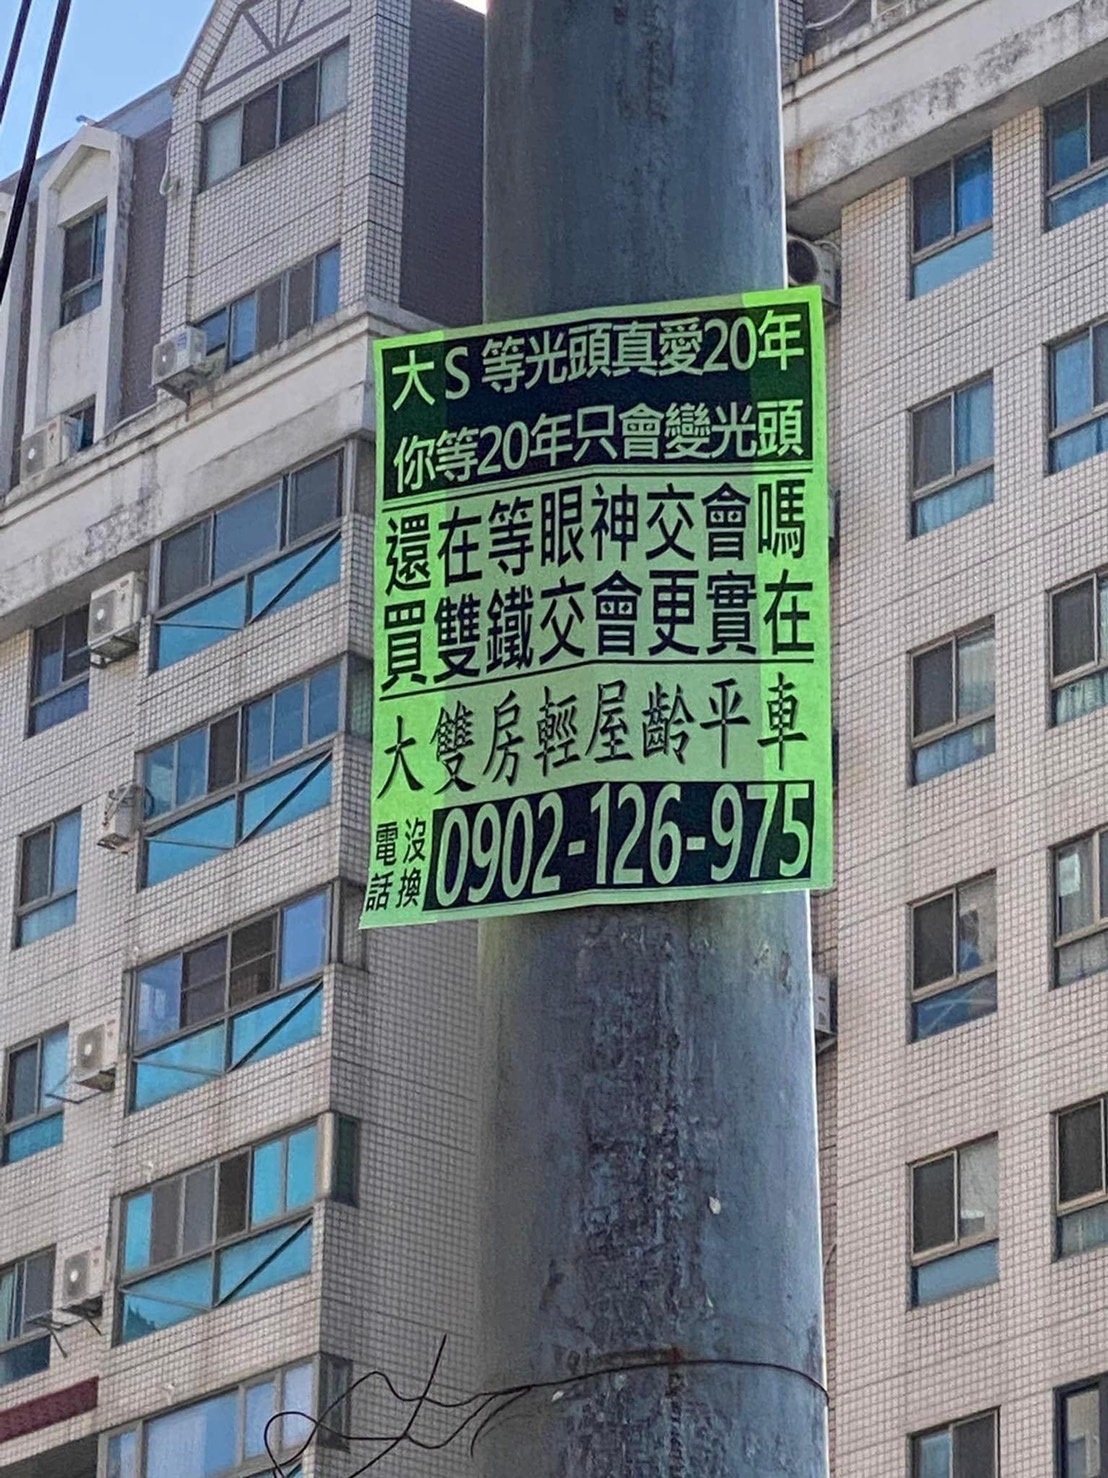 大S等光頭真愛20年
你等20年只會變光頭
還在等眼神交會嗎
買雙鐵交會更實在
大雙房輕屋齡平車
電話沒換 0902-126-975